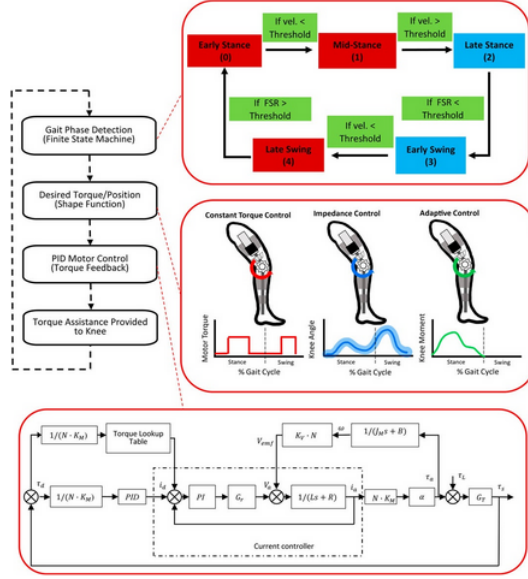 If vel. <
Threshold
If vel. >
Threshold
Early Stance
(0)
Mid-Stance
(1)
Late Stance
(2)
If FSR >
Threshold
If vel. <
Threshold
If FSR <
Threshold
Late Swing
(4)
Early Swing
(3)
Gait Phase Detection
(Finite State Machine)
Desired Torque/Position
(Shape Function)
PID Motor Control
(Torque Feedback)
Torque Assistance Provided
to Knee
Constant Torque Control
Impedance Control
Adaptive Control
Motor Torque
Stance
Swing
% Gait Cycle
Knee Angle
Stance
Swing
% Gait Cycle
Knee Moment
Stance
Swing
% Gait Cycle
1/(N · K_M)
Torque Lookup
Table
V_emf
K_V · N
ω
1/(J_M s + B)
τ_d
1/(N · K_M)
PID
i_d
PI
G_r
V_a
1/(Ls + R)
i_a
N · K_M
α
τ_a
τ_L
G_T
τ_s
Current controller